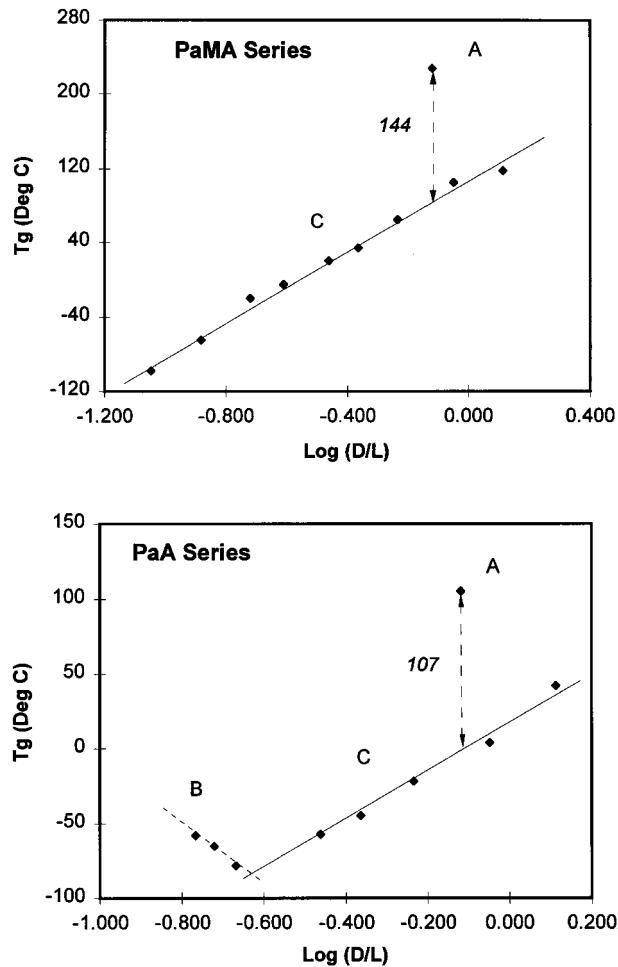 PaMA Series
A
144
C
Tg (Deg C)
280
200
120
40
-40
-120
-1.200 -0.800 -0.400 0.000 0.400
Log (D/L)
PaA Series
A
107
C
B
Tg (Deg C)
150
100
50
0
-50
-100
-1.000 -0.800 -0.600 -0.400 -0.200 0.000 0.200
Log (D/L)